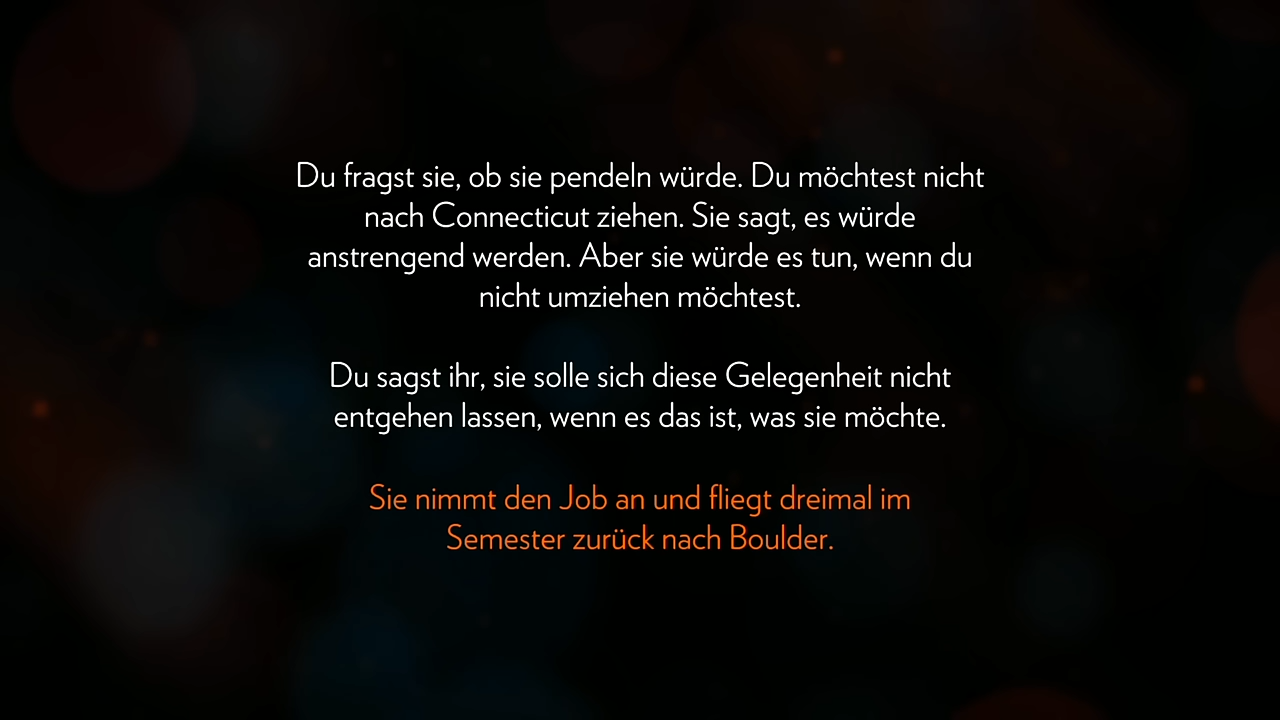 Du fragst sie, ob sie pendeln würde. Du möchtest nicht
nach Connecticut ziehen. Sie sagt, es würde
anstrengend werden. Aber sie würde es tun, wenn du
nicht umziehen möchtest.
Du sagst ihr, sie solle sich diese Gelegenheit nicht
entgehen lassen, wenn es das ist, was sie möchte.
Sie nimmt den Job an und fliegt dreimal im
Semester zurück nach Boulder.